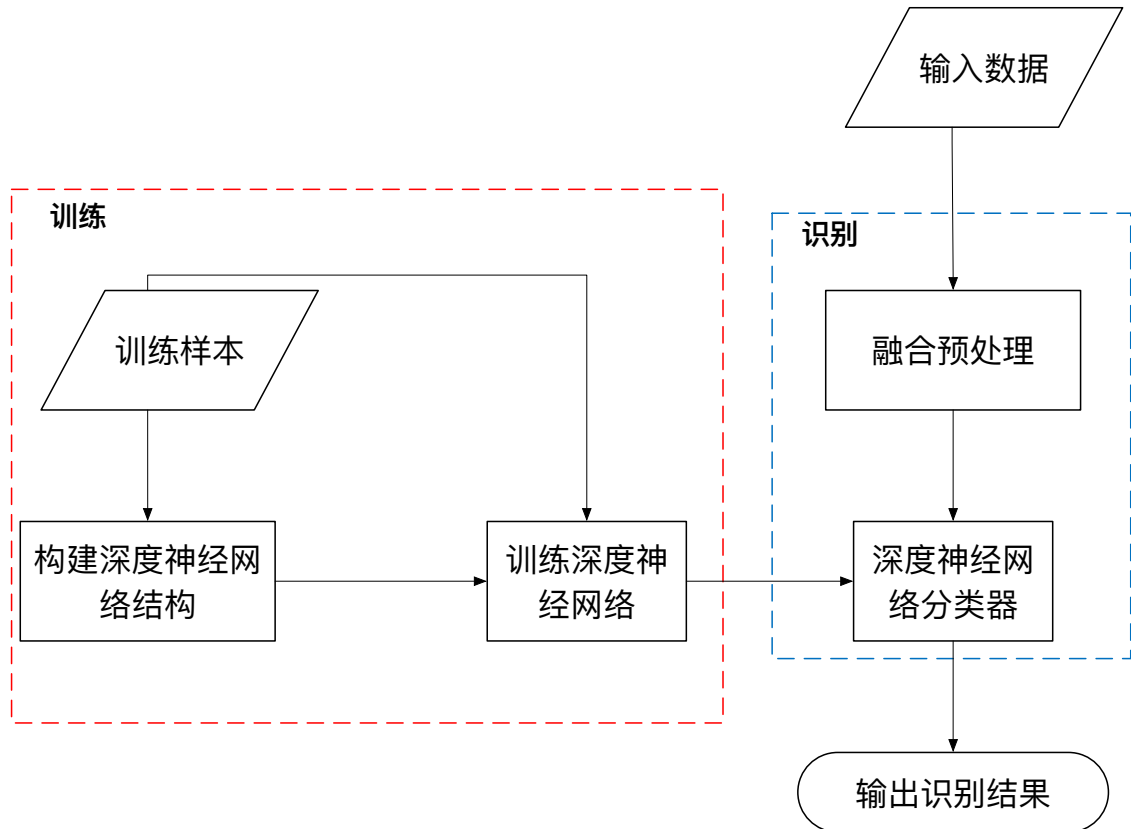 输入数据
训练
识别
训练样本
融合预处理
构建深度神经网
络结构
训练深度神
经网络
深度神经网
络分类器
输出识别结果